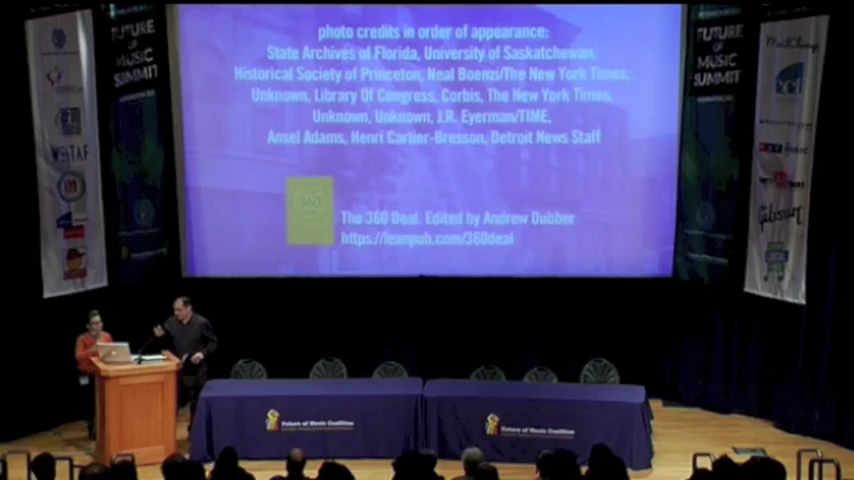 photo credits in order of appearance:
State Archives of Florida, University of Saskatchewan,
Historical Society of Princeton, Neal Boenzi/The New York Times,
Unknown, Library Of Congress, Corbis, The New York Times,
Unknown, Unknown, J.R. Eyerman/TIME,
Ansel Adams, Henri Cartier-Bresson, Detroit News Staff
360
The 360 Deal. Edited by Andrew Dubber
https://leanpub.com/360deal
FUTURE
OF
MUSIC
SUMMIT
FUTURE
OF
MUSIC
SUMMIT
MailChimp
Gibson
Future of Music Coalition
Future of Music Coalition